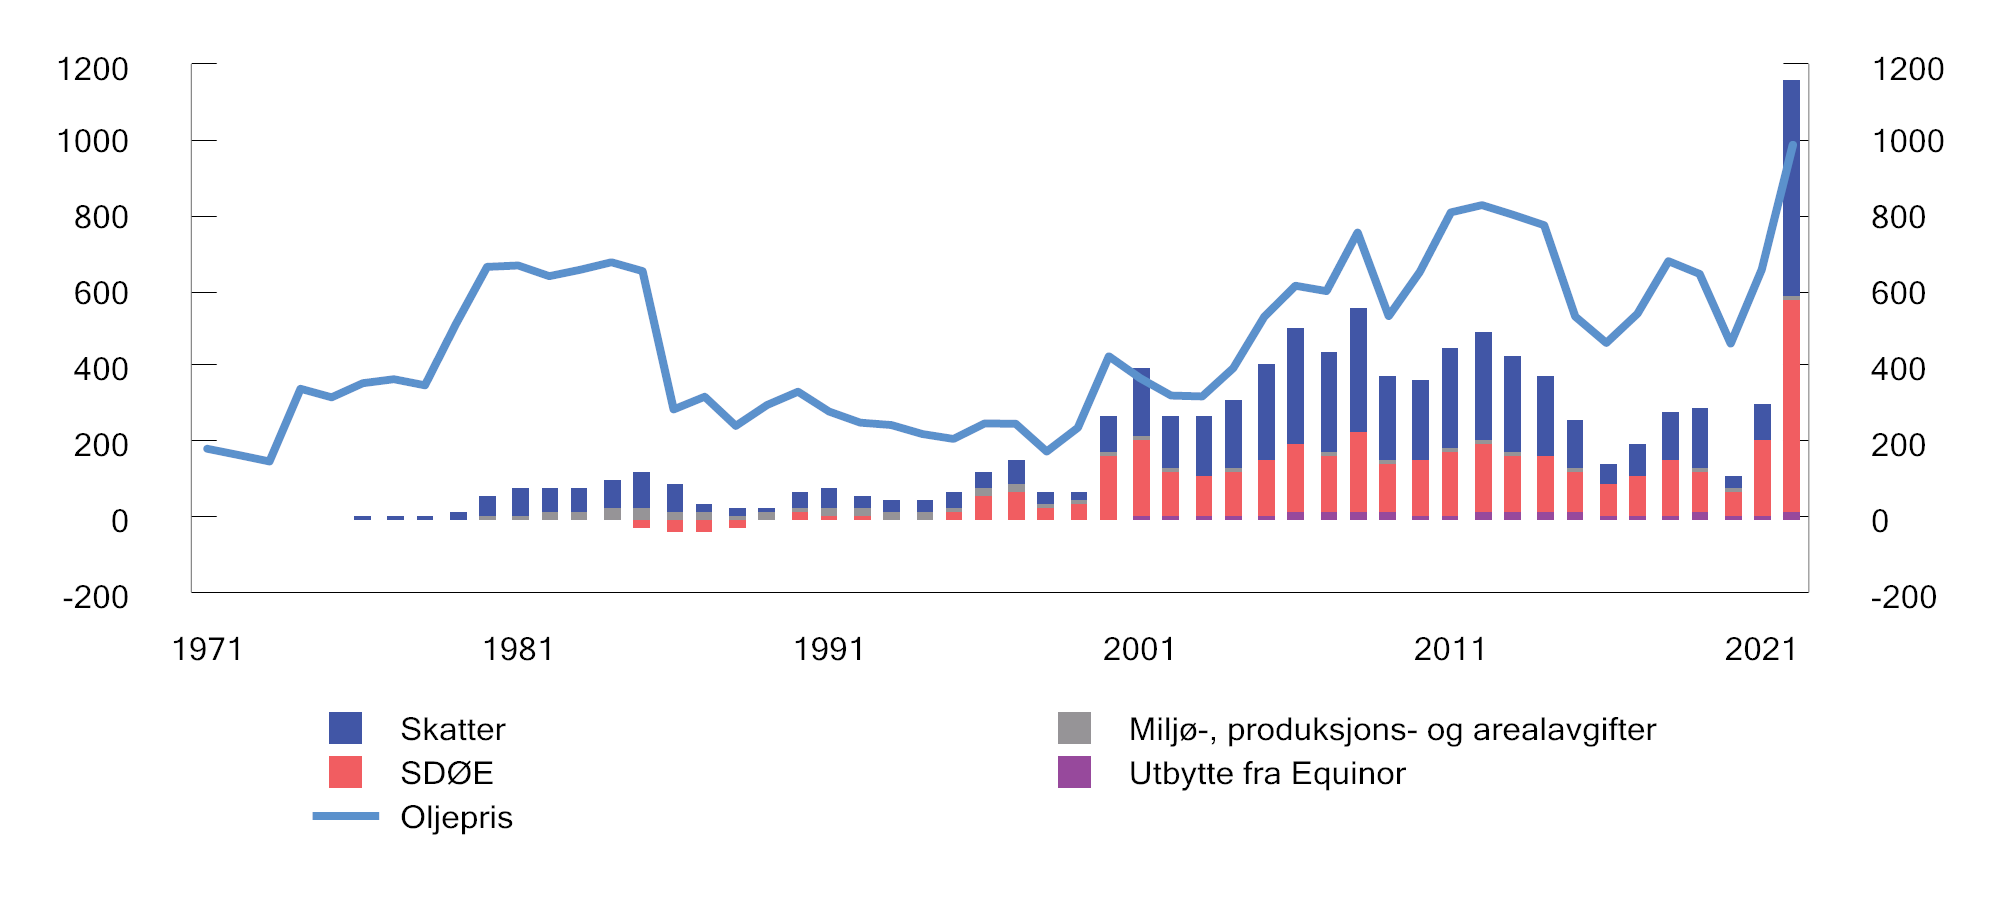 1200 1200
1000 1000
800 800
600 600
400 400
200 200
0 0
-200 -200
1971 1981 1991 2001 2011 2021
Skatter Miljø-, produksjons- og arealavgifter
SDØE Utbytte fra Equinor
Oljepris